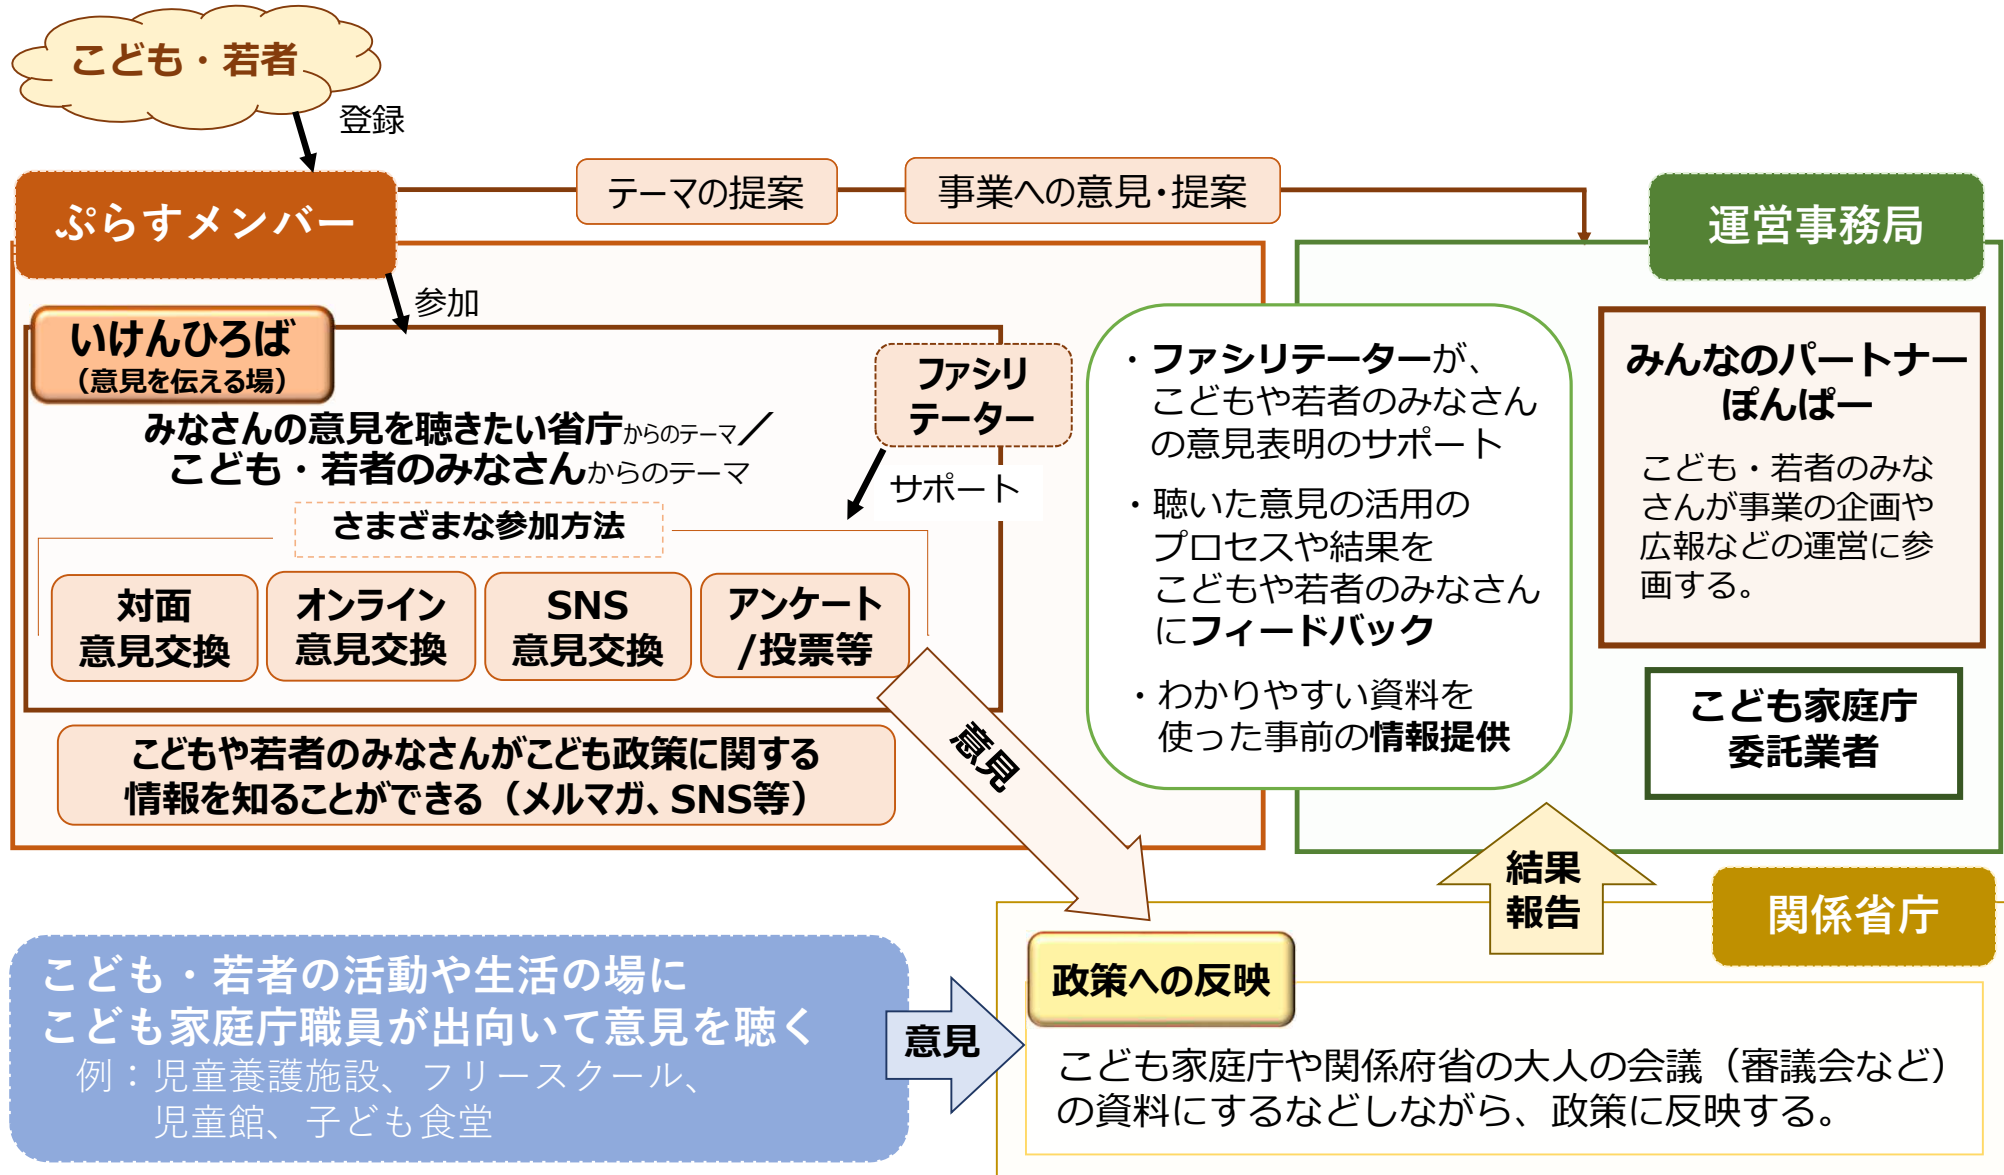 こども・若者
登録
ぷらすメンバー
テーマの提案
事業への意見・提案
運営事務局
参加
いけんひろば
（意見を伝える場）
ファシリ
テーター
サポート
みなさんの意見を聴きたい省庁からのテーマ／
こども・若者のみなさんからのテーマ
さまざまな参加方法
対面
意見交換
オンライン
意見交換
SNS
意見交換
アンケート
/投票等
こどもや若者のみなさんがこども政策に関する
情報を知ることができる（メルマガ、SNS等）
意見
・ファシリテーターが、
こどもや若者のみなさん
の意見表明のサポート
・聴いた意見の活用の
プロセスや結果を
こどもや若者のみなさん
にフィードバック
・わかりやすい資料を
使った事前の情報提供
みんなのパートナー
ぽんぱー
こども・若者のみな
さんが事業の企画や
広報などの運営に参
画する。
こども家庭庁
委託業者
結果
報告
関係省庁
こども・若者の活動や生活の場に
こども家庭庁職員が出向いて意見を聴く
例：児童養護施設、フリースクール、
児童館、子ども食堂
意見
政策への反映
こども家庭庁や関係府省の大人の会議（審議会など）
の資料にするなどしながら、政策に反映する。